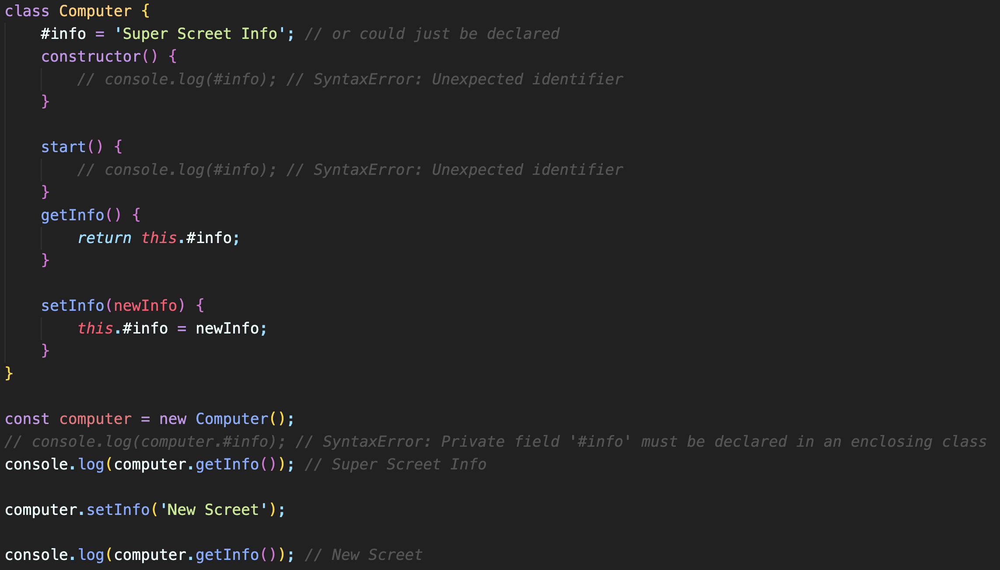 class Computer {
    #info = 'Super Screet Info'; // or could just be declared
    constructor() {
        // console.log(#info); // SyntaxError: Unexpected identifier
    }

    start() {
        // console.log(#info); // SyntaxError: Unexpected identifier
    }
    getInfo() {
        return this.#info;
    }

    setInfo(newInfo) {
        this.#info = newInfo;
    }
}

const computer = new Computer();
// console.log(computer.#info); // SyntaxError: Private field '#info' must be declared in an enclosing class
console.log(computer.getInfo()); // Super Screet Info

computer.setInfo('New Screet');

console.log(computer.getInfo()); // New Screet